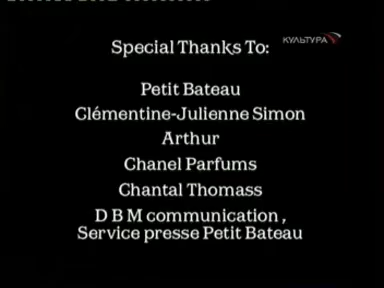 Special Thanks To:
КУЛЬТУРА
Petit Bateau
Clémentine-Julienne Simon
Arthur
Chanel Parfums
Chantal Thomass
D B M communication ,
Service presse Petit Bateau